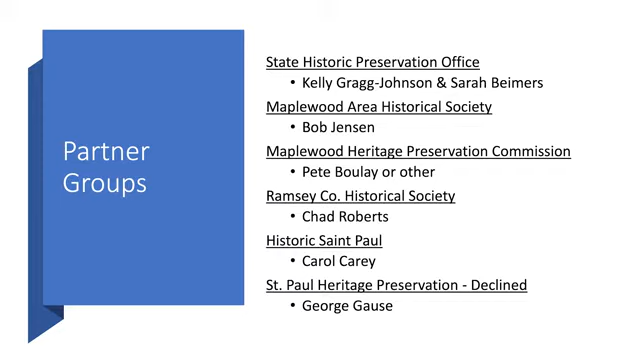 Partner
Groups
State Historic Preservation Office
• Kelly Gragg-Johnson & Sarah Beimers
Maplewood Area Historical Society
• Bob Jensen
Maplewood Heritage Preservation Commission
• Pete Boulay or other
Ramsey Co. Historical Society
• Chad Roberts
Historic Saint Paul
• Carol Carey
St. Paul Heritage Preservation - Declined
• George Gause